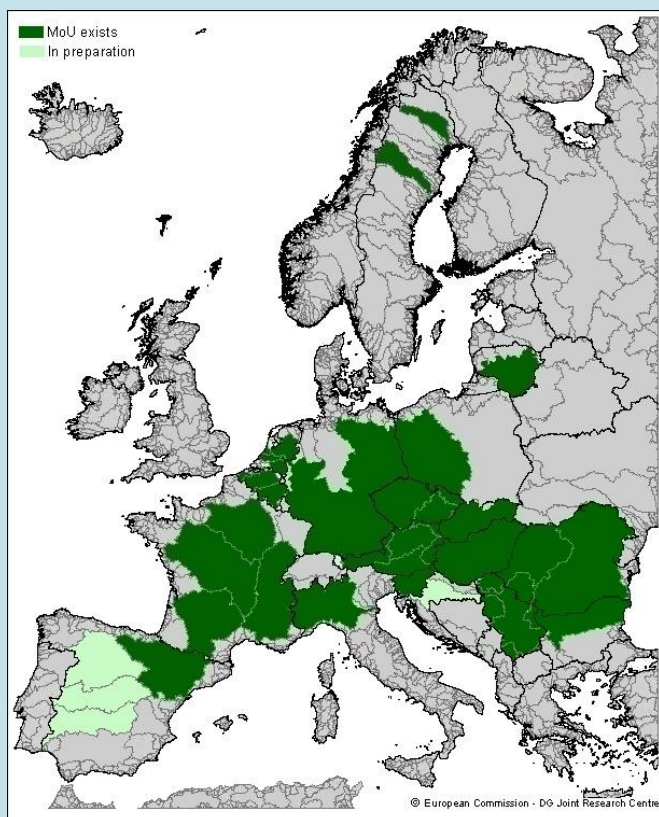 MoU exists
In preparation
© European Commission - DG Joint Research Centre